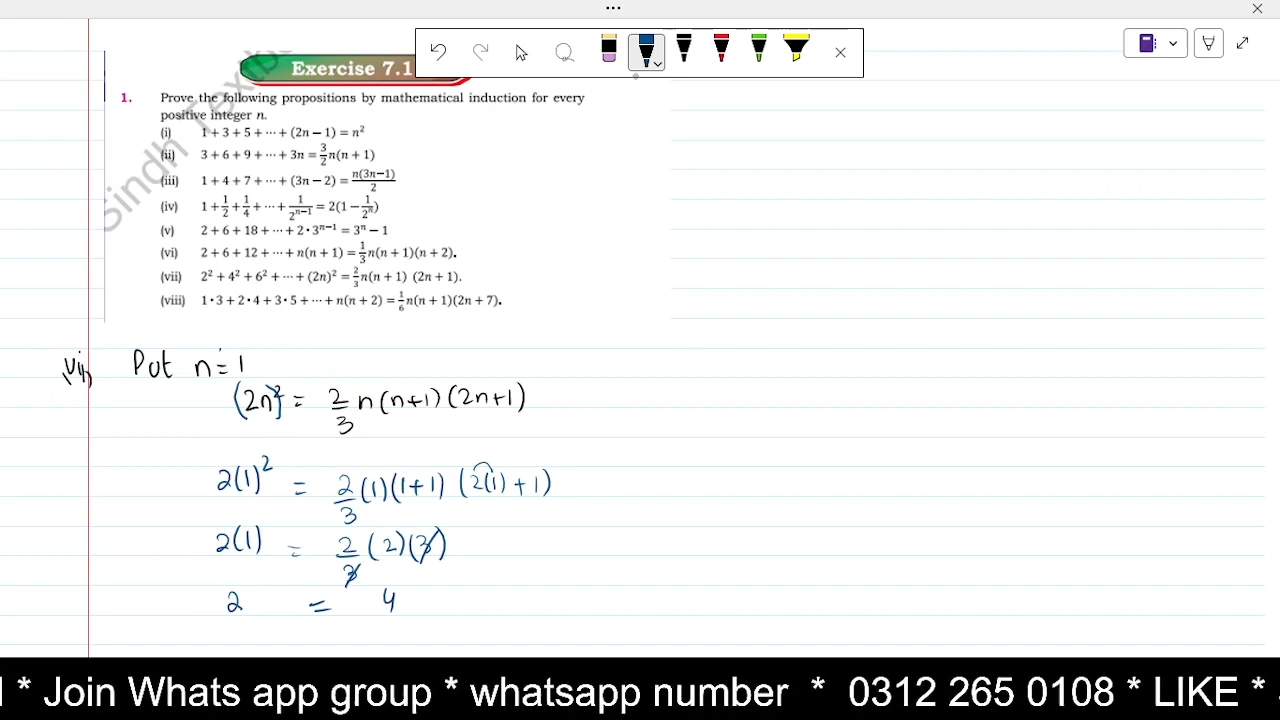 Exercise 7.1
Sindh Textbo
1. Prove the following propositions by mathematical induction for every
positive integer n.
(i) 1 + 3 + 5 + ⋯ + (2n − 1) = n²
(ii) 3 + 6 + 9 + ⋯ + 3n = 3/2 n(n + 1)
(iii) 1 + 4 + 7 + ⋯ + (3n − 2) = n(3n−1)/2
(iv) 1 + 1/2 + 1/4 + ⋯ + 1/2ⁿ⁻¹ = 2(1 − 1/2ⁿ)
(v) 2 + 6 + 18 + ⋯ + 2 • 3ⁿ⁻¹ = 3ⁿ − 1
(vi) 2 + 6 + 12 + ⋯ + n(n + 1) = 1/3 n(n + 1)(n + 2).
(vii) 2² + 4² + 6² + ⋯ + (2n)² = 2/3 n(n + 1) (2n + 1).
(viii) 1 • 3 + 2 • 4 + 3 • 5 + ⋯ + n(n + 2) = 1/6 n(n + 1)(2n + 7).
vii) Put n = 1
(2n)² = 2/3 n(n+1)(2n+1)
2(1)² = 2/3 (1)(1+1) (2(1) + 1)
2(1) = 2/3 (2)(3)
2 = 4
* Join Whats app group * whatsapp number * 0312 265 0108 * LIKE *